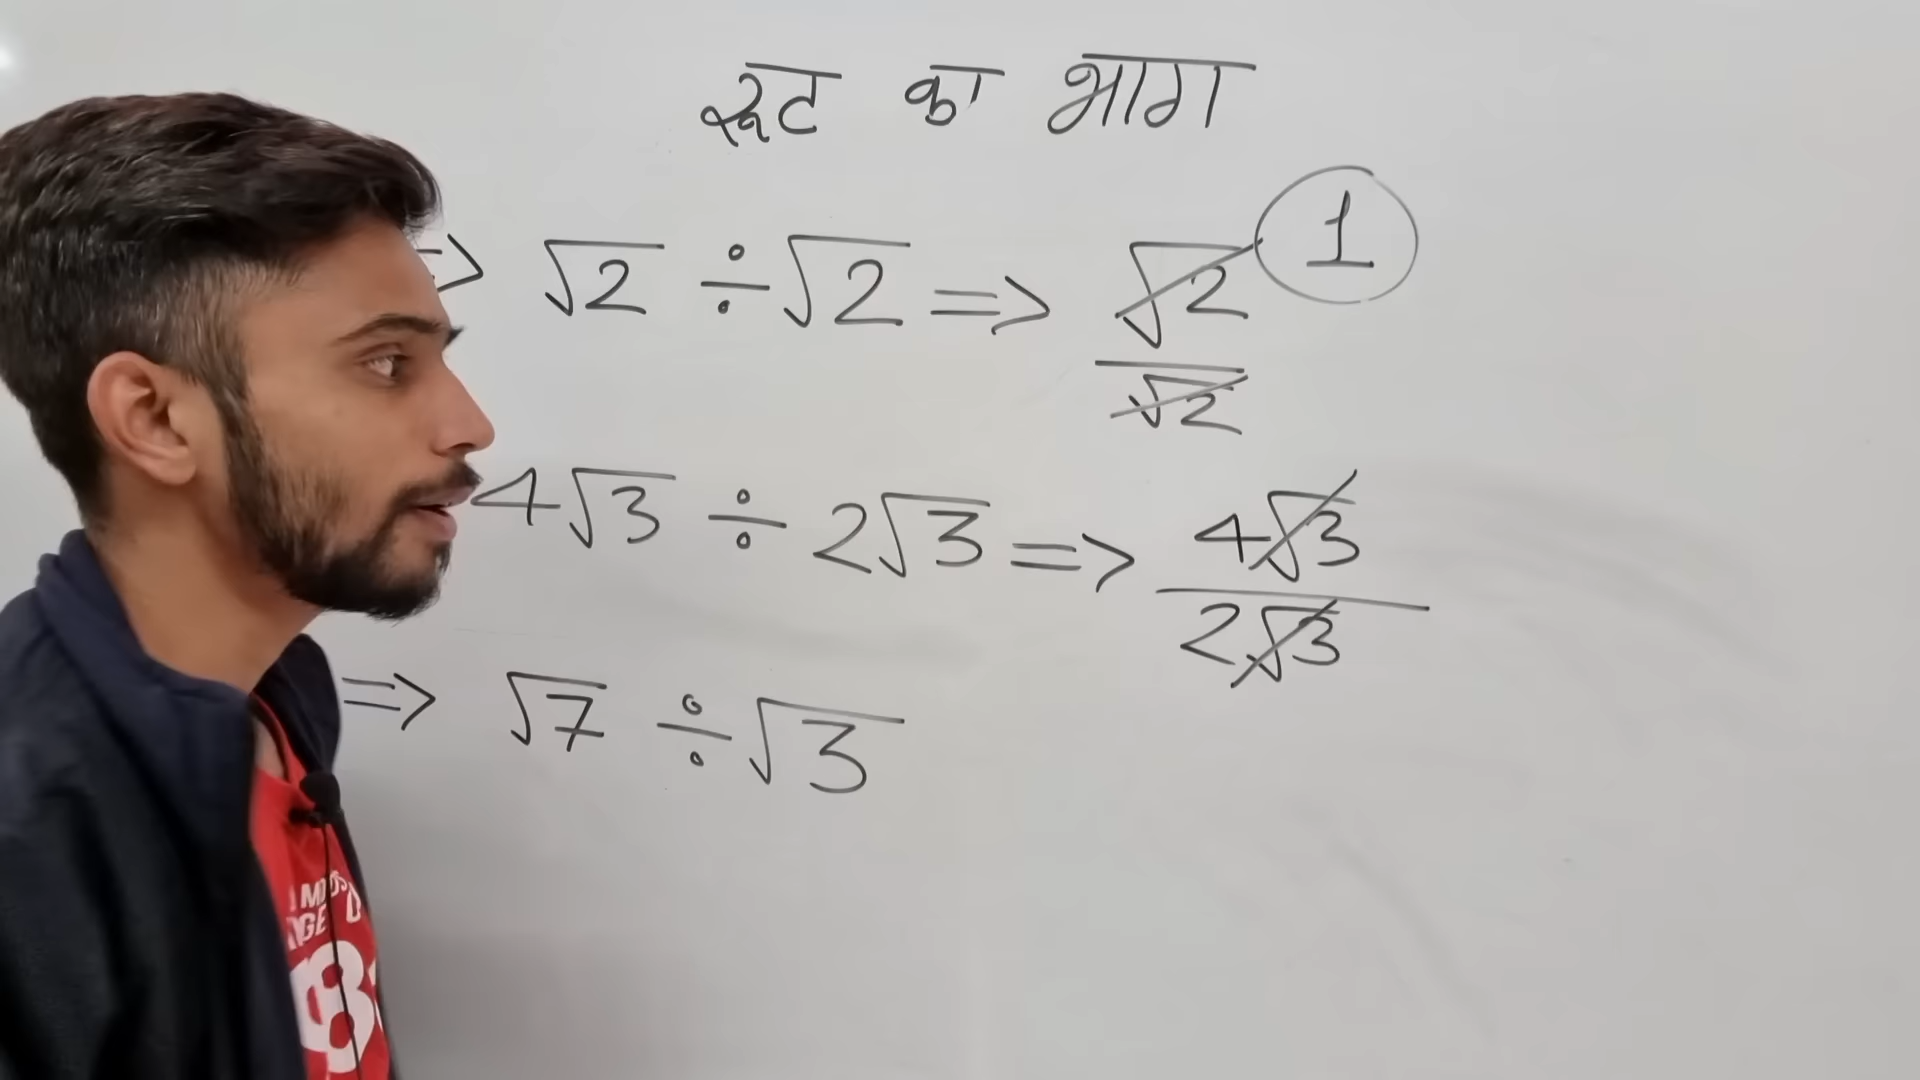 रूट का भाग
=> √2 ÷ √2 => √2/√2 1
4√3 ÷ 2√3 => 4√3/2√3
=> √7 ÷ √3